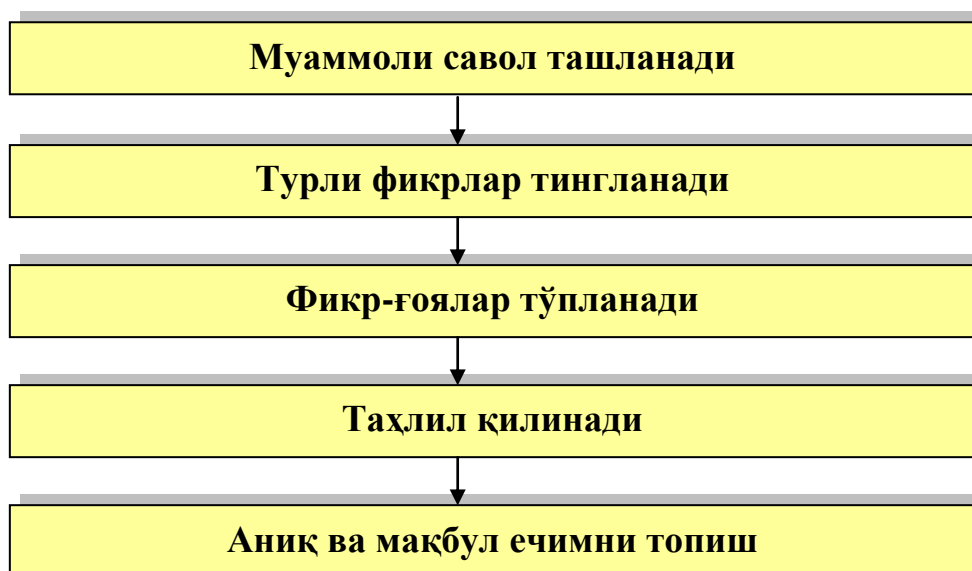 Муаммоли савол ташланади
Турли фикрлар тингланади
Фикр-ғоялар тўпланади
Таҳлил қилинади
Аниқ ва мақбул ечимни топиш